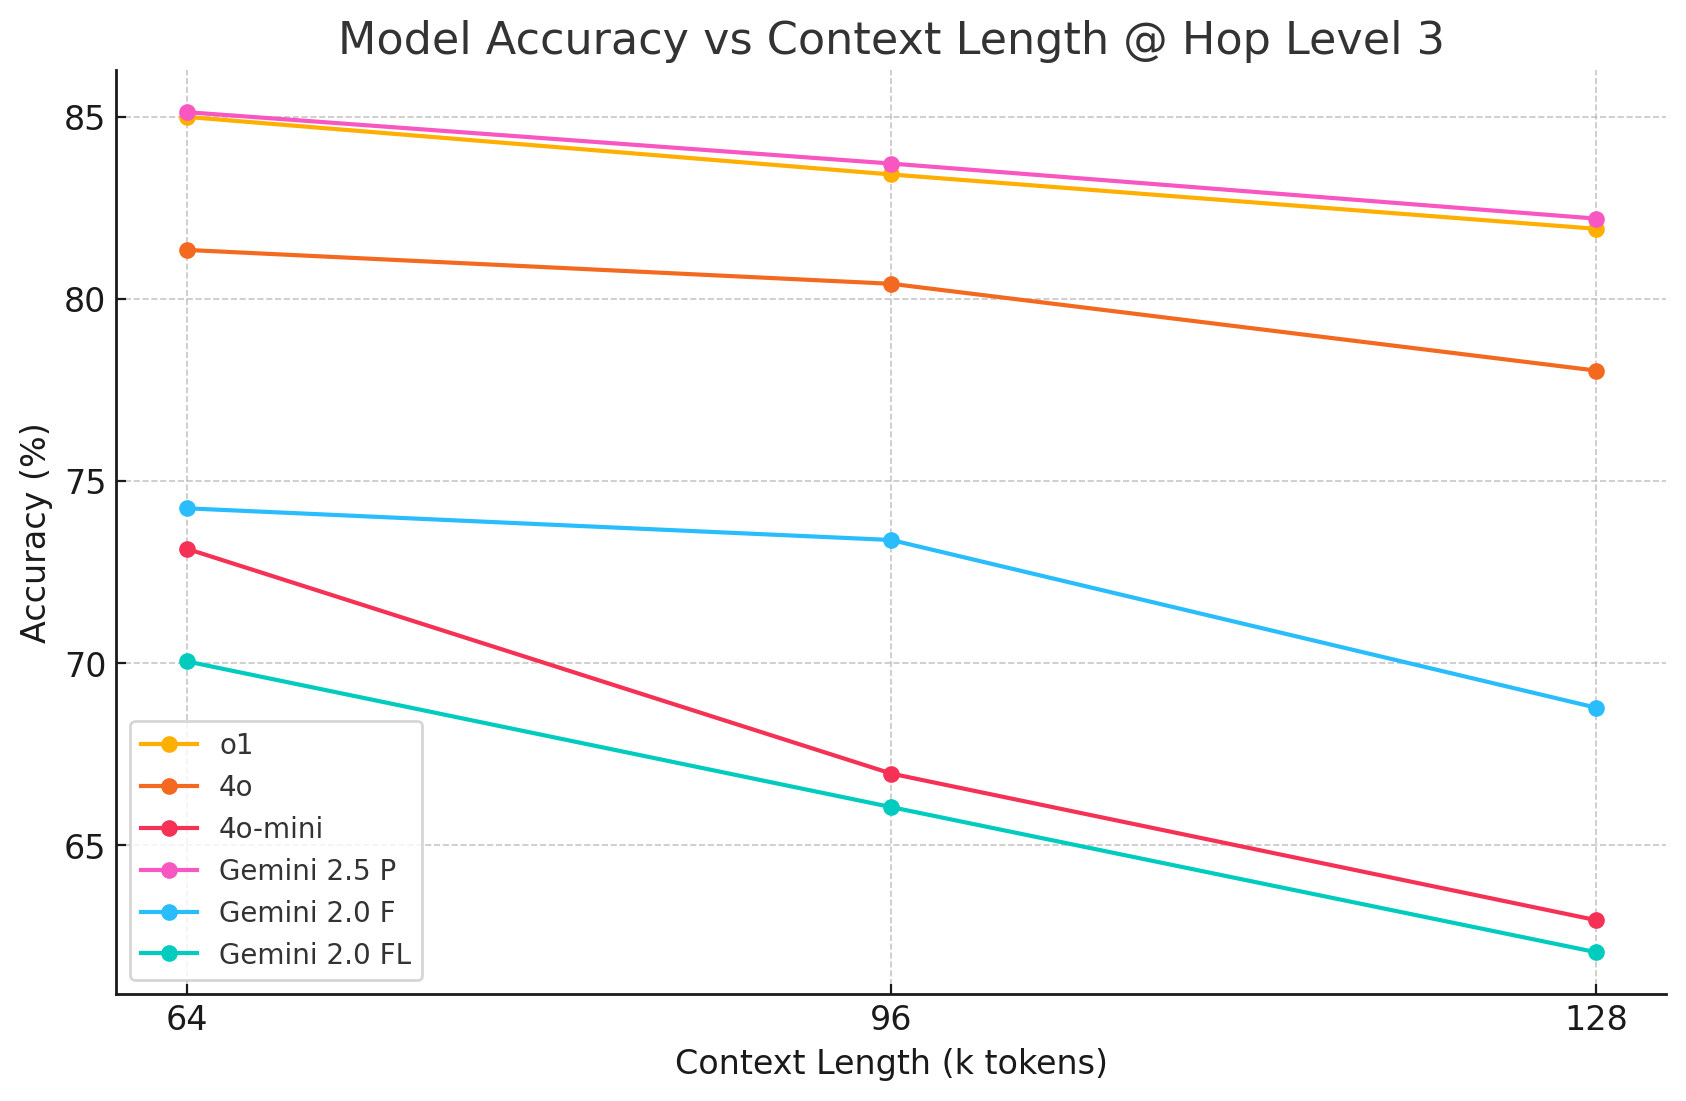 Model Accuracy vs Context Length @ Hop Level 3
Accuracy (%)
85
80
75
70
65
o1
4o
4o-mini
Gemini 2.5 P
Gemini 2.0 F
Gemini 2.0 FL
64 96 128
Context Length (k tokens)